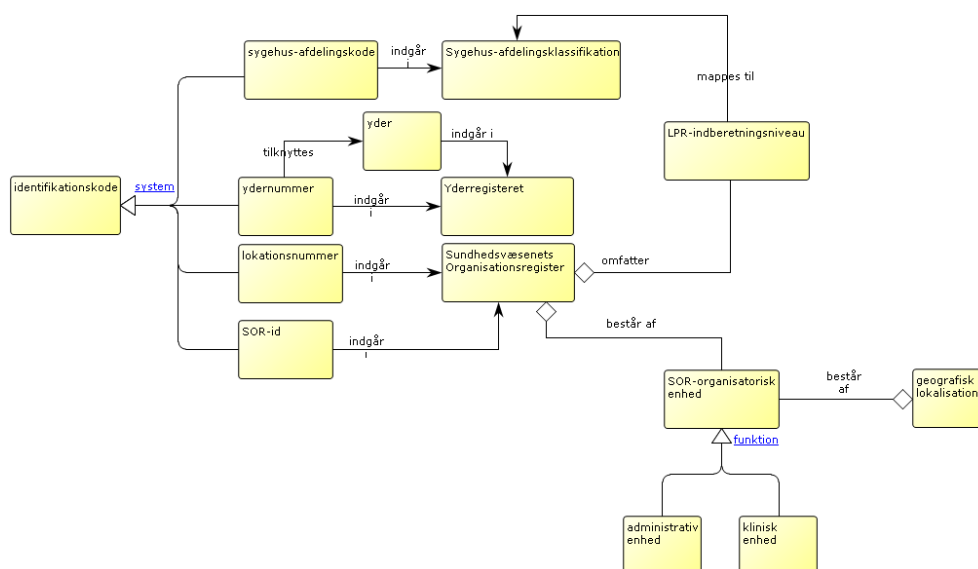 sygehus-afdelingskode
indgår
i
Sygehus-afdelingsklassifikation
mappes til
LPR-indberetningsniveau
yder
indgår i
tilknyttes
identifikationskode
system
ydernummer
indgår
i
Yderregisteret
lokationsnummer
indgår
i
Sundhedsvæsenets
Organisationsregister
omfatter
SOR-id
indgår
i
består af
SOR-organisatorisk
enhed
består
af
geografisk
lokalisation
funktion
administrativ
enhed
klinisk
enhed